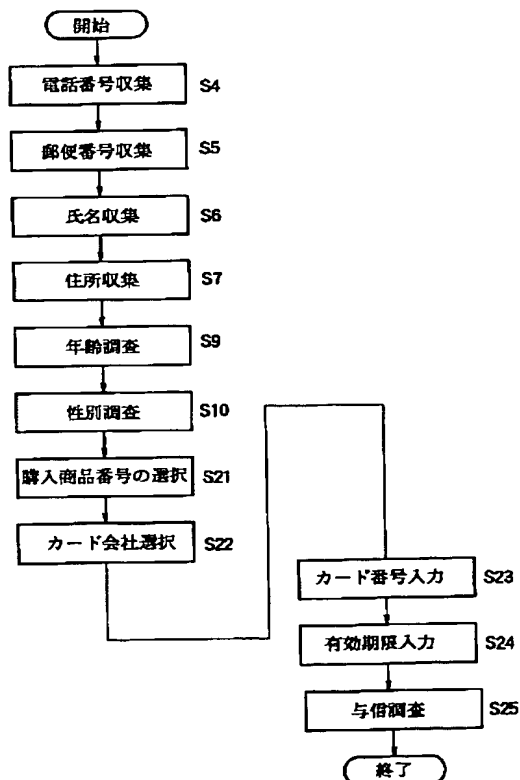 開始
電話番号収集 S4
郵便番号収集 S5
氏名収集 S6
住所収集 S7
年齢調査 S9
性別調査 S10
購入商品番号の選択 S21
カード会社選択 S22
カード番号入力 S23
有効期限入力 S24
与信調査 S25
終了